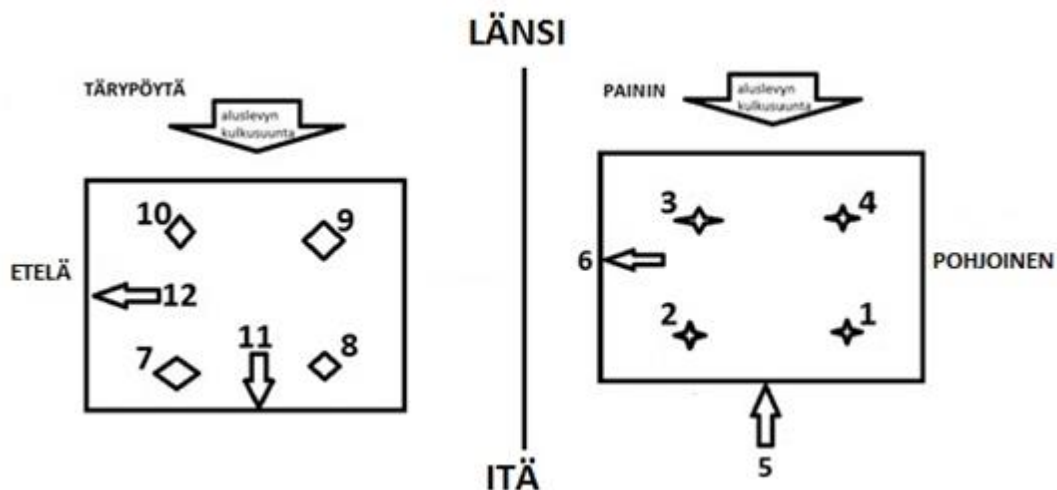 LÄNSI
TÄRYPÖYTÄ
aluslevyn
kulkusuunta
10
9
ETELÄ
12
7
11
8
PAININ
aluslevyn
kulkusuunta
3
4
6
POHJOINEN
2
1
5
ITÄ